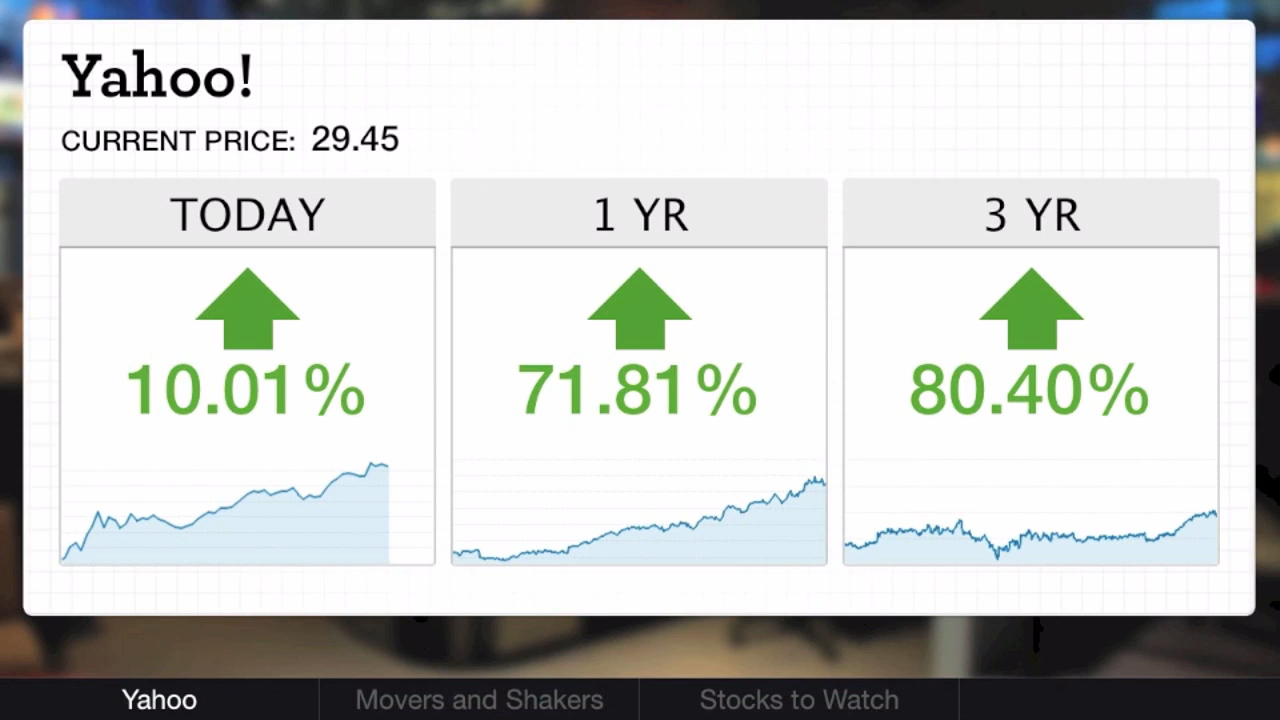 Yahoo!
CURRENT PRICE: 29.45
TODAY 1 YR 3 YR
10.01% 71.81% 80.40%
Yahoo Movers and Shakers Stocks to Watch